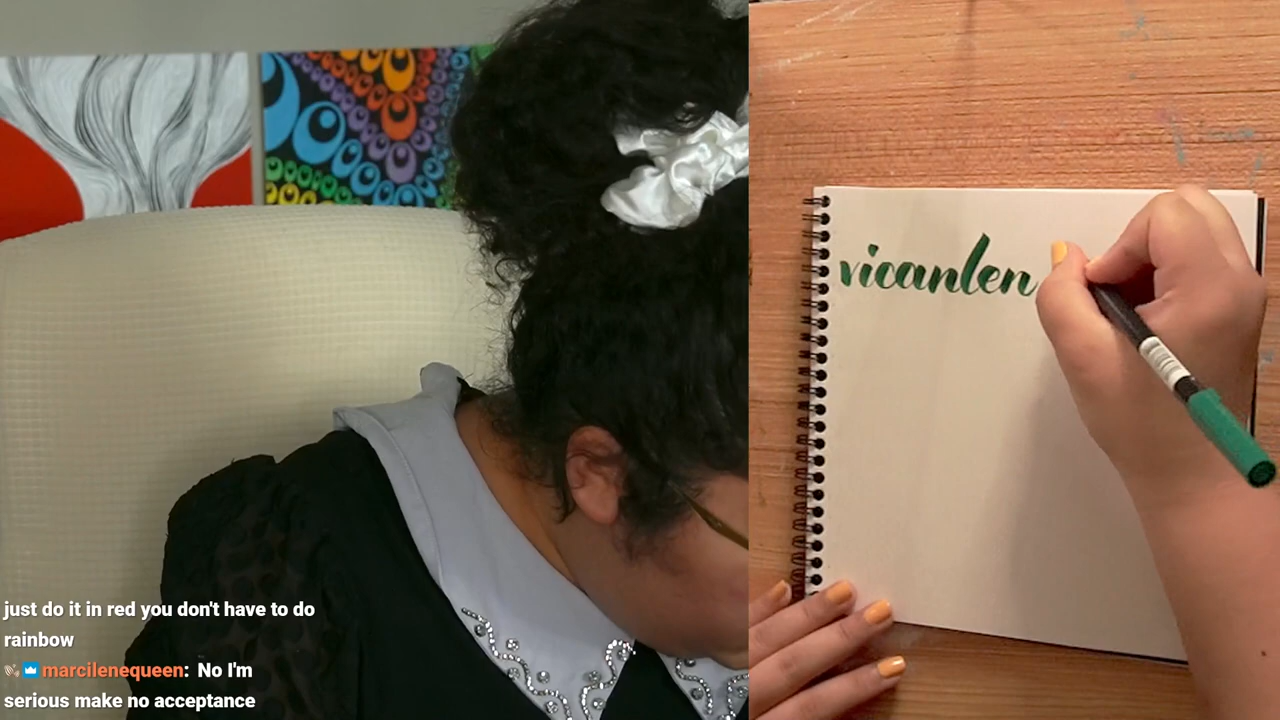 just do it in red you don't have to do
rainbow
marcilenequeen: No I'm
serious make no acceptance
vicanlen